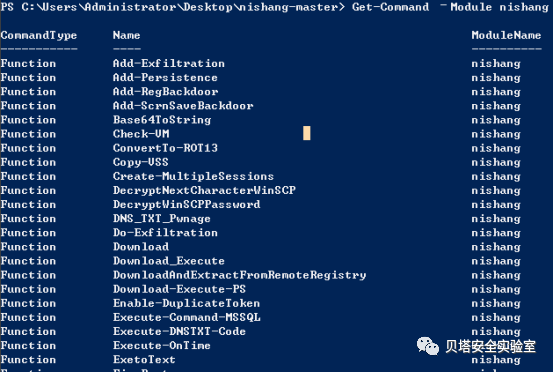 PS C:\Users\Administrator\Desktop\nishang-master> Get-Command -Module nishang
CommandType Name ModuleName
----------- ---- ----------
Function Add-Exfiltration nishang
Function Add-Persistence nishang
Function Add-RegBackdoor nishang
Function Add-ScrnSaveBackdoor nishang
Function Base64ToString nishang
Function Check-VM nishang
Function ConvertTo-ROT13 nishang
Function Copy-VSS nishang
Function Create-MultipleSessions nishang
Function DecryptNextCharacterWinSCP nishang
Function DecryptWinSCPPassword nishang
Function DNS_TXT_Pwnage nishang
Function Do-Exfiltration nishang
Function Download nishang
Function Download_Execute nishang
Function DownloadAndExtractFromRemoteRegistry nishang
Function Download-Execute-PS nishang
Function Enable-DuplicateToken nishang
Function Execute-Command-MSSQL nishang
Function Execute-DNSTXT-Code nishang
Function Execute-OnTime
Function ExetoText nishang
贝塔安全实验室